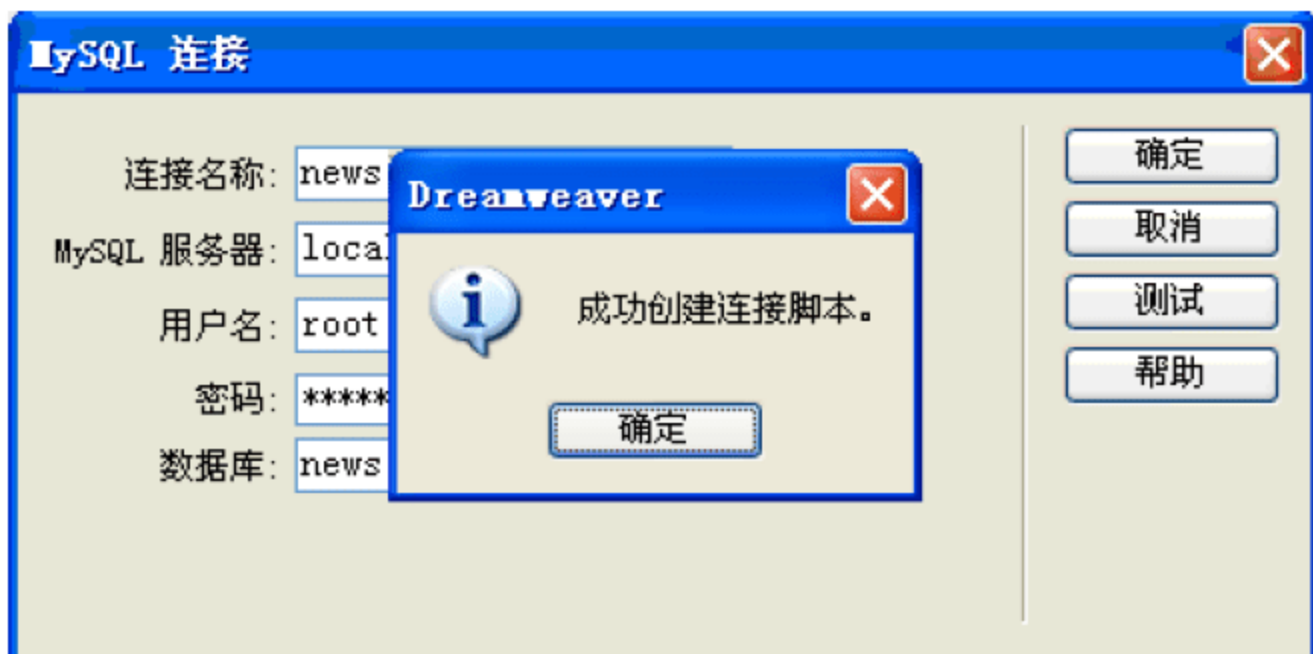 MySQL 连接
连接名称: news
MySQL 服务器: local
用户名: root
密码: *****
数据库: news
Dreamweaver
成功创建连接脚本。
确定
确定
取消
测试
帮助